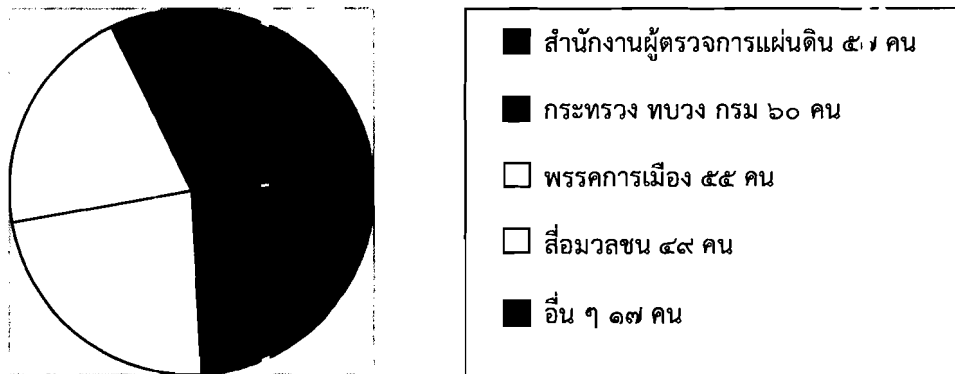 สำนักงานผู้ตรวจการแผ่นดิน ๕๗ คน
กระทรวง ทบวง กรม ๖๐ คน
พรรคการเมือง ๕๕ คน
สื่อมวลชน ๔๙ คน
อื่น ๆ ๑๗ คน